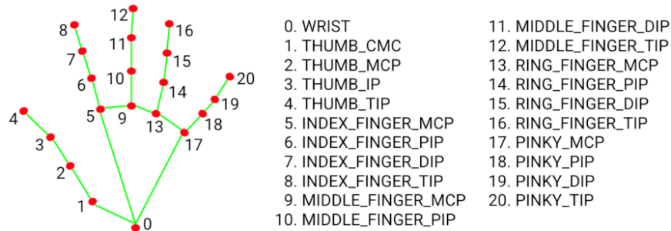 12
8
16
11
7
15
20
6
10
14
19
4
5
9
13
18
3
17
2
1
0
0. WRIST
1. THUMB_CMC
2. THUMB_MCP
3. THUMB_IP
4. THUMB_TIP
5. INDEX_FINGER_MCP
6. INDEX_FINGER_PIP
7. INDEX_FINGER_DIP
8. INDEX_FINGER_TIP
9. MIDDLE_FINGER_MCP
10. MIDDLE_FINGER_PIP
11. MIDDLE_FINGER_DIP
12. MIDDLE_FINGER_TIP
13. RING_FINGER_MCP
14. RING_FINGER_PIP
15. RING_FINGER_DIP
16. RING_FINGER_TIP
17. PINKY_MCP
18. PINKY_PIP
19. PINKY_DIP
20. PINKY_TIP